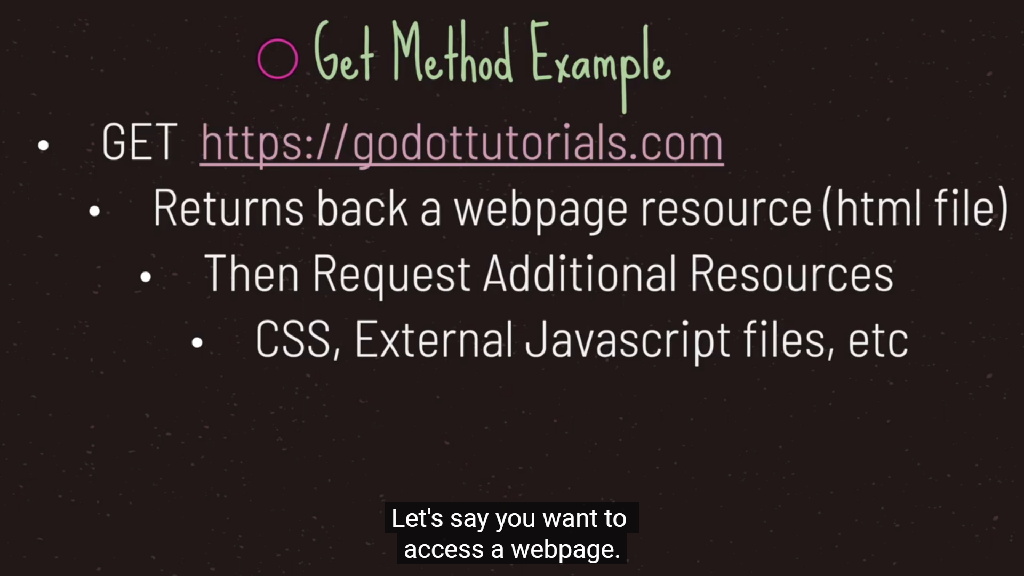 Get Method Example
• GET https://godottutorials.com
• Returns back a webpage resource (html file)
• Then Request Additional Resources
• CSS, External Javascript files, etc
Let's say you want to
access a webpage.